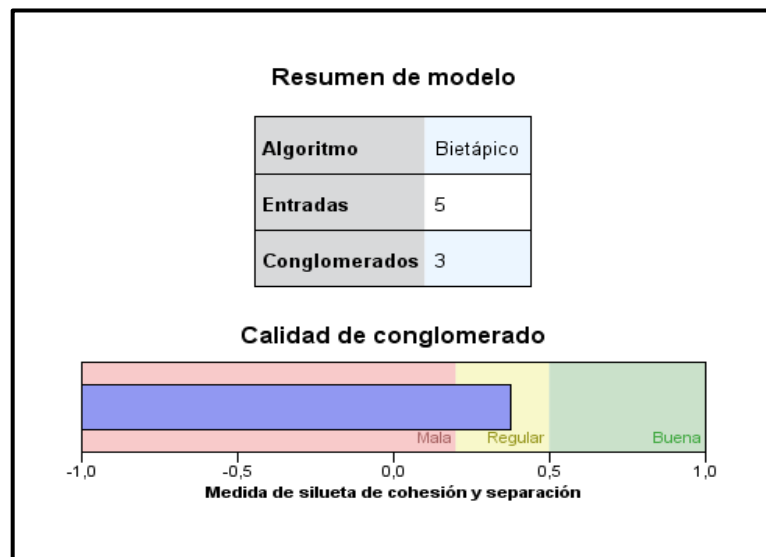 Resumen de modelo
Algoritmo Bietápico
Entradas 5
Conglomerados 3
Calidad de conglomerado
Mala Regular Buena
-1,0 -0,5 0,0 0,5 1,0
Medida de silueta de cohesión y separación